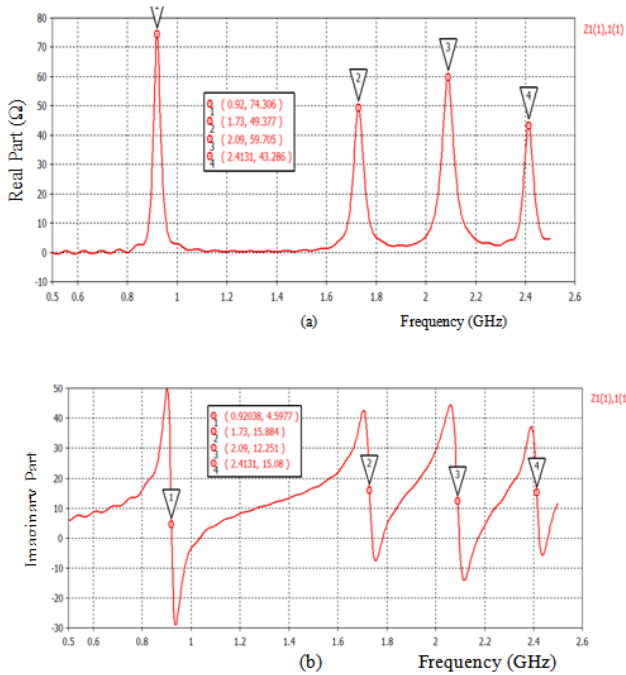 80
70
60
50
40
30
20
10
0
-10
Real Part (Ω)
Z1(1),1(1)
1
2
3
4
1 ( 0.92, 74.306 )
2 ( 1.73, 49.377 )
3 ( 2.09, 59.705 )
4 ( 2.4131, 43.286 )
0.5 0.6 0.8 1 1.2 1.4 1.6 1.8 2 2.2 2.4 2.6
(a) Frequency (GHz)
50
40
30
20
10
0
-10
-20
-30
Imaginary Part
Z1(1),1(1
1
2
3
4
1 ( 0.92038, 4.5977 )
2 ( 1.73, 15.884 )
3 ( 2.09, 12.251 )
4 ( 2.4131, 15.08 )
0.5 0.6 0.8 1 1.2 1.4 1.6 1.8 2 2.2 2.4 2.6
(b) Frequency (GHz)